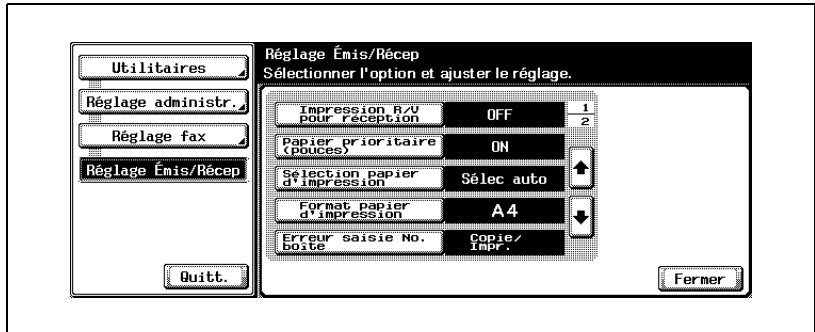 Utilitaires
Réglage administr.
Réglage fax
Réglage Émis/Récep
Quitt.
Réglage Émis/Récep
Sélectionner l'option et ajuster le réglage.
Impression R/V
pour réception
OFF
1
2
Papier prioritaire
(pouces)
ON
Sélection papier
d'impression
Sélec auto
Format papier
d'impression
A4
Erreur saisie No.
boîte
Copie/
Impr.
Fermer